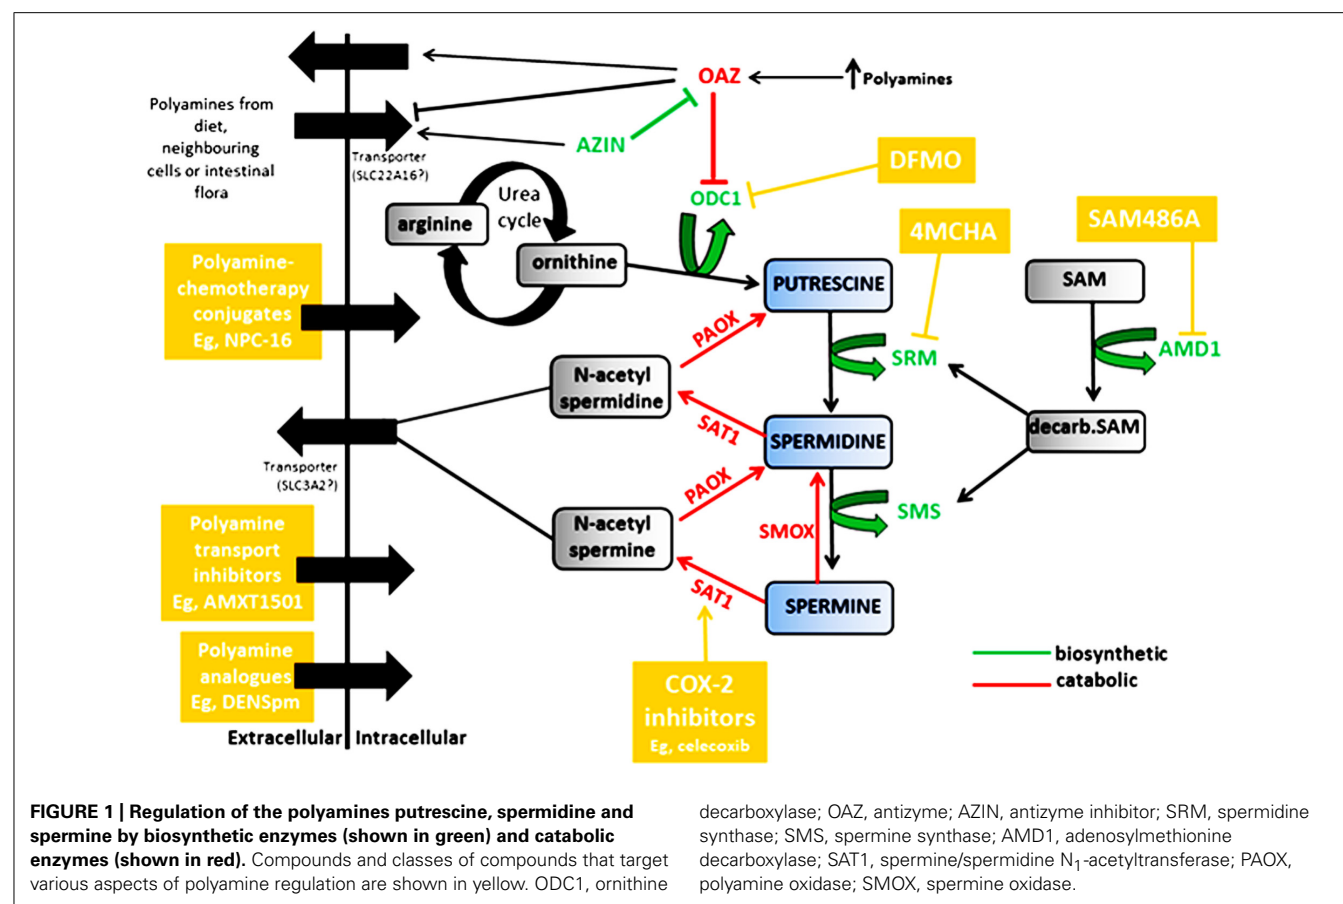 OAZ
Polyamines
Polyamines from
diet,
neighbouring
cells or intestinal
flora
AZIN
Transporter
(SLC22A16?)
DFMO
ODC1
Urea
cycle
arginine
ornithine
4MCHA
SAM486A
Polyamine-
chemotherapy
conjugates
Eg, NPC-16
PUTRESCINE
SAM
PAOX
SRM
AMD1
N-acetyl
spermidine
SAT1
SPERMIDINE
decarb.SAM
Transporter
(SLC3A2?)
PAOX
Polyamine
transport
inhibitors
Eg, AMXT1501
N-acetyl
spermine
SMOX
SMS
SAT1
SPERMINE
Polyamine
analogues
Eg, DENSpm
COX-2
inhibitors
Eg, celecoxib
biosynthetic
catabolic
Extracellular
Intracellular
FIGURE 1 | Regulation of the polyamines putrescine, spermidine and
spermine by biosynthetic enzymes (shown in green) and catabolic
enzymes (shown in red). Compounds and classes of compounds that target
various aspects of polyamine regulation are shown in yellow. ODC1, ornithine
decarboxylase; OAZ, antizyme; AZIN, antizyme inhibitor; SRM, spermidine
synthase; SMS, spermine synthase; AMD1, adenosylmethionine
decarboxylase; SAT1, spermine/spermidine N₁-acetyltransferase; PAOX,
polyamine oxidase; SMOX, spermine oxidase.